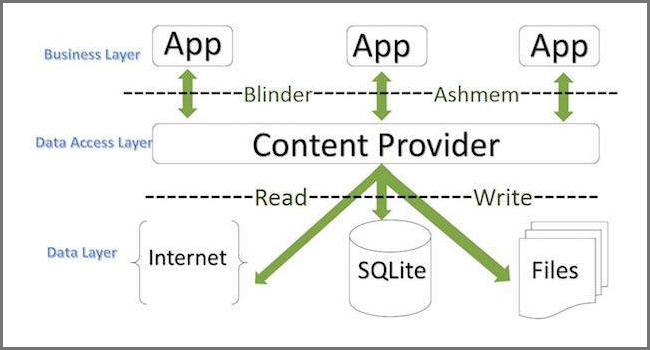 Business Layer
App
App
App
Blinder
Ashmem
Data Access Layer
Content Provider
Read
Write
Data Layer
Internet
SQLite
Files